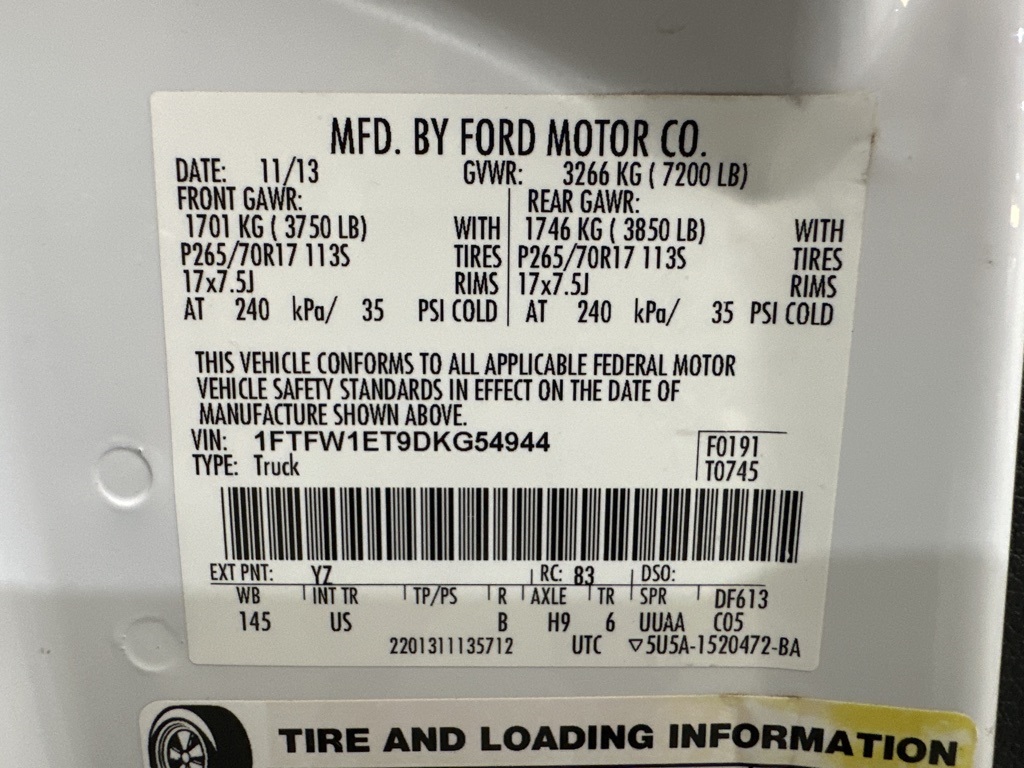 MFD. BY FORD MOTOR CO.
DATE: 11/13 GVWR: 3266 KG ( 7200 LB)
FRONT GAWR: REAR GAWR:
1701 KG ( 3750 LB) WITH 1746 KG ( 3850 LB) WITH
P265/70R17 113S TIRES P265/70R17 113S TIRES
17x7.5J RIMS 17x7.5J RIMS
AT 240 kPa/ 35 PSI COLD AT 240 kPa/ 35 PSI COLD
THIS VEHICLE CONFORMS TO ALL APPLICABLE FEDERAL MOTOR
VEHICLE SAFETY STANDARDS IN EFFECT ON THE DATE OF
MANUFACTURE SHOWN ABOVE.
VIN: 1FTFW1ET9DKG54944 F0191
TYPE: Truck T0745
EXT PNT: YZ RC: 83 DSO:
WB INT TR TP/PS R AXLE TR SPR DF613
145 US B H9 6 UUAA C05
2201311135712 UTC ▽5U5A-1520472-BA
TIRE AND LOADING INFORMATION